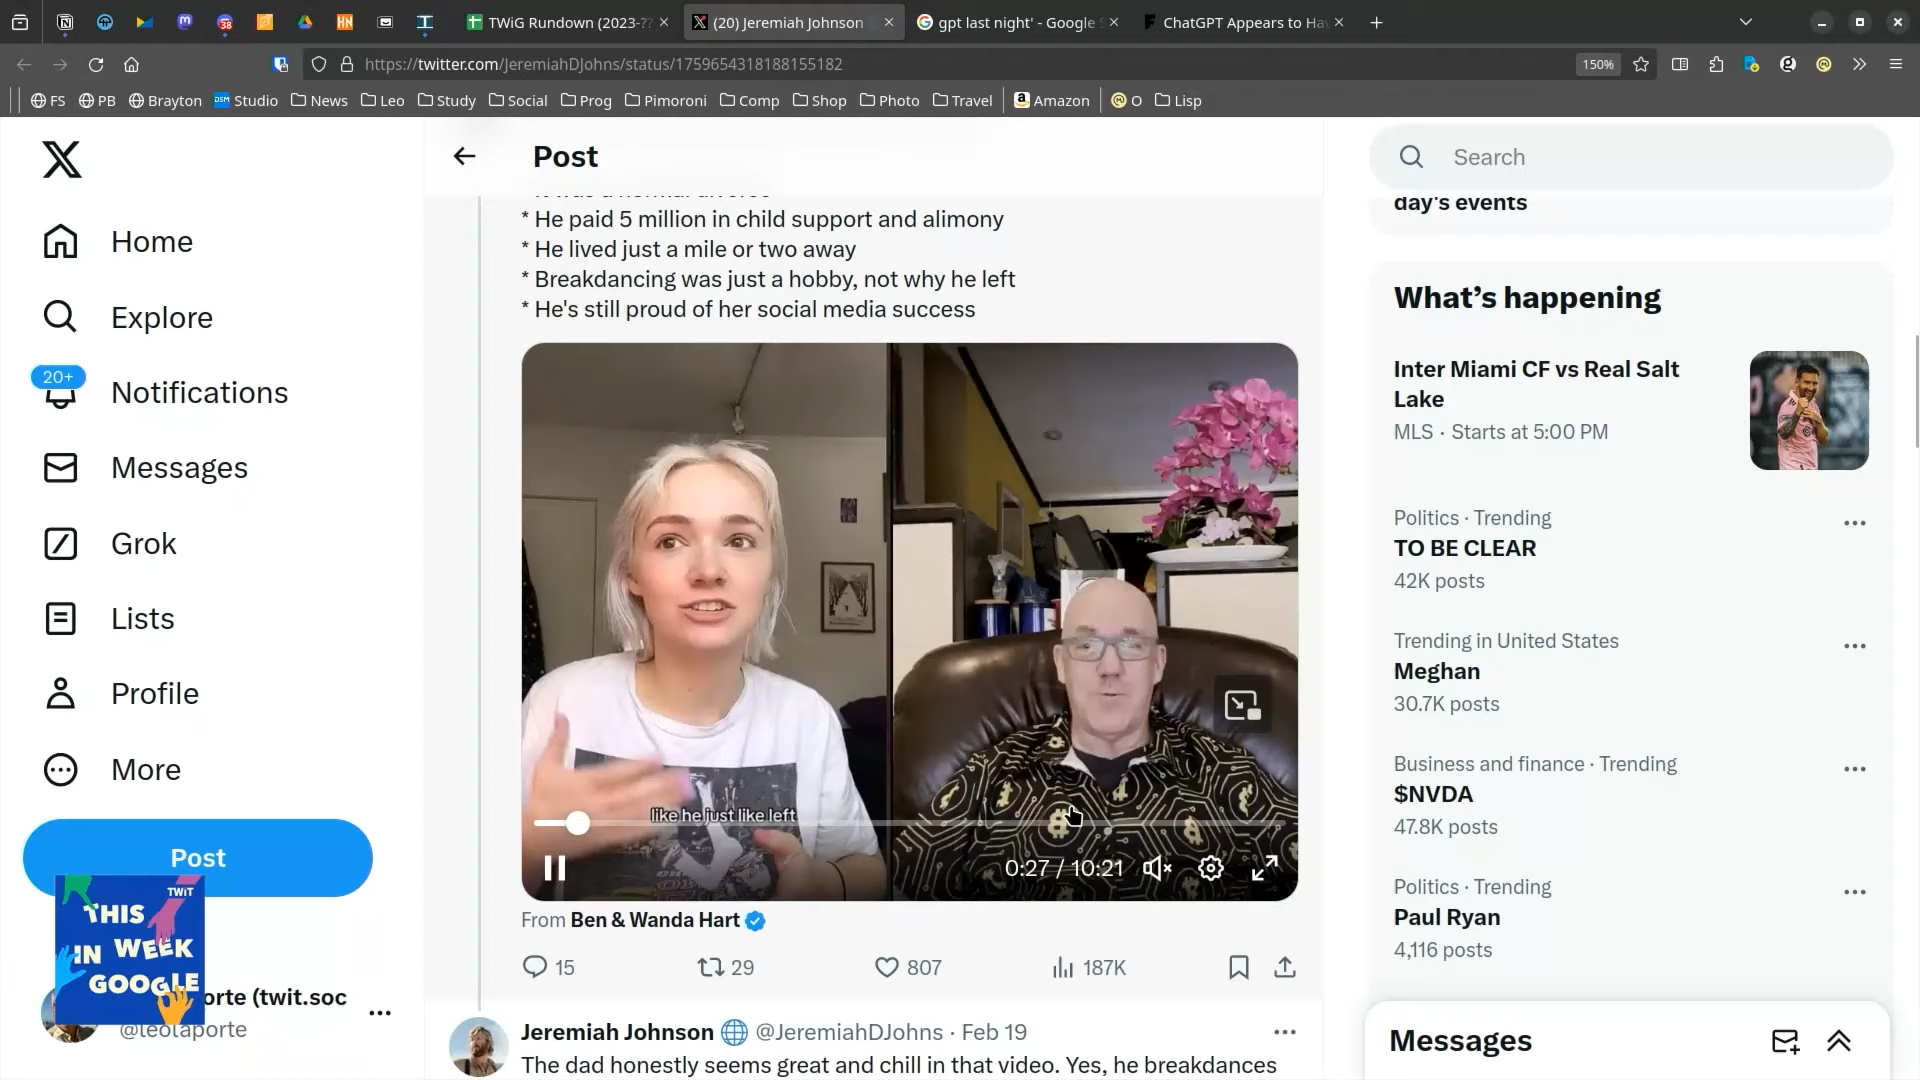 TWiG Rundown (2023-??
(20) Jeremiah Johnson
gpt last night' - Google S
ChatGPT Appears to Hav
https://twitter.com/JeremiahDJohns/status/1759654318188155182
150%
FS
PB
Brayton
DSM
Studio
News
Leo
Study
Social
Prog
Pimoroni
Comp
Shop
Photo
Travel
Amazon
O
Lisp
X
Home
Explore
20+
Notifications
Messages
Grok
Lists
Profile
More
Post
TWiT
THIS
IN WEEK
GOOGLE
orte (twit.soc
@leolaporte
Post
* He paid 5 million in child support and alimony
* He lived just a mile or two away
* Breakdancing was just a hobby, not why he left
* He's still proud of her social media success
like he just like left
0:27 / 10:21
From Ben & Wanda Hart
15
29
807
187K
Jeremiah Johnson @JeremiahDJohns · Feb 19
The dad honestly seems great and chill in that video. Yes, he breakdances
Search
day's events
What's happening
Inter Miami CF vs Real Salt
Lake
MLS · Starts at 5:00 PM
Politics · Trending
TO BE CLEAR
42K posts
Trending in United States
Meghan
30.7K posts
Business and finance · Trending
$NVDA
47.8K posts
Politics · Trending
Paul Ryan
4,116 posts
Messages